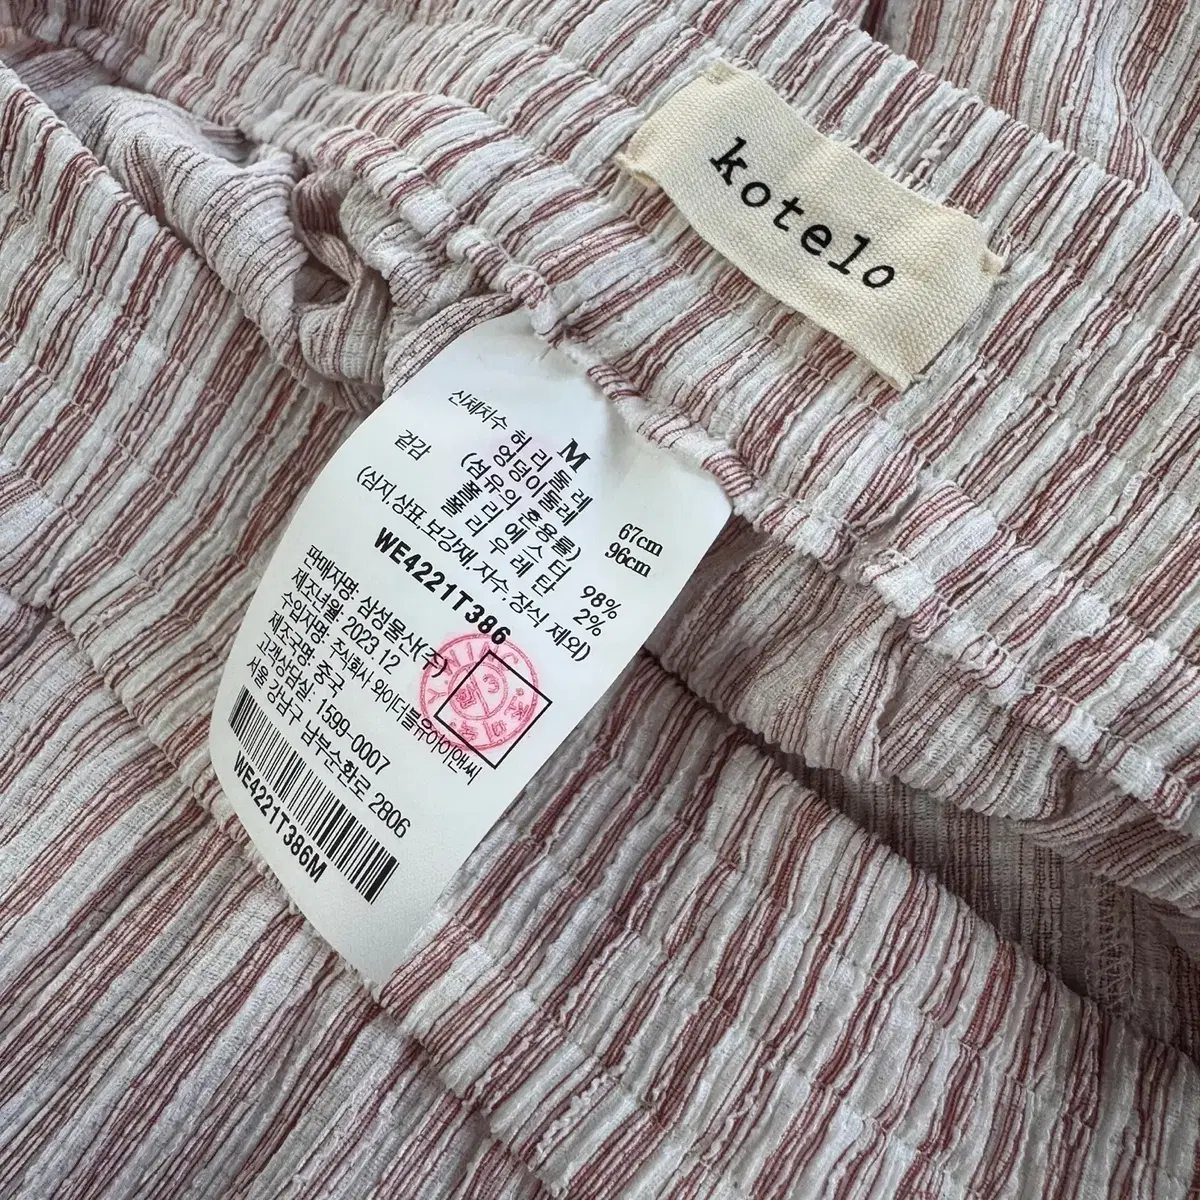 kotelo
M
신체치수 허리둘레 67cm
엉덩이둘레 96cm
겉감 (섬유의 혼용률)
폴리에스터 98%
폴리우레탄 2%
(심지,상표,보강재,자수 장식 제외)
WE4221T386
판매자명: 삼성물산(주)
제조년월: 2023.12
수입자명: 주식회사 와이더블유아이앤씨
제조국명: 중국
고객상담실: 1599-0007
서울 강남구 남부순환로 2806
WE4221T386M